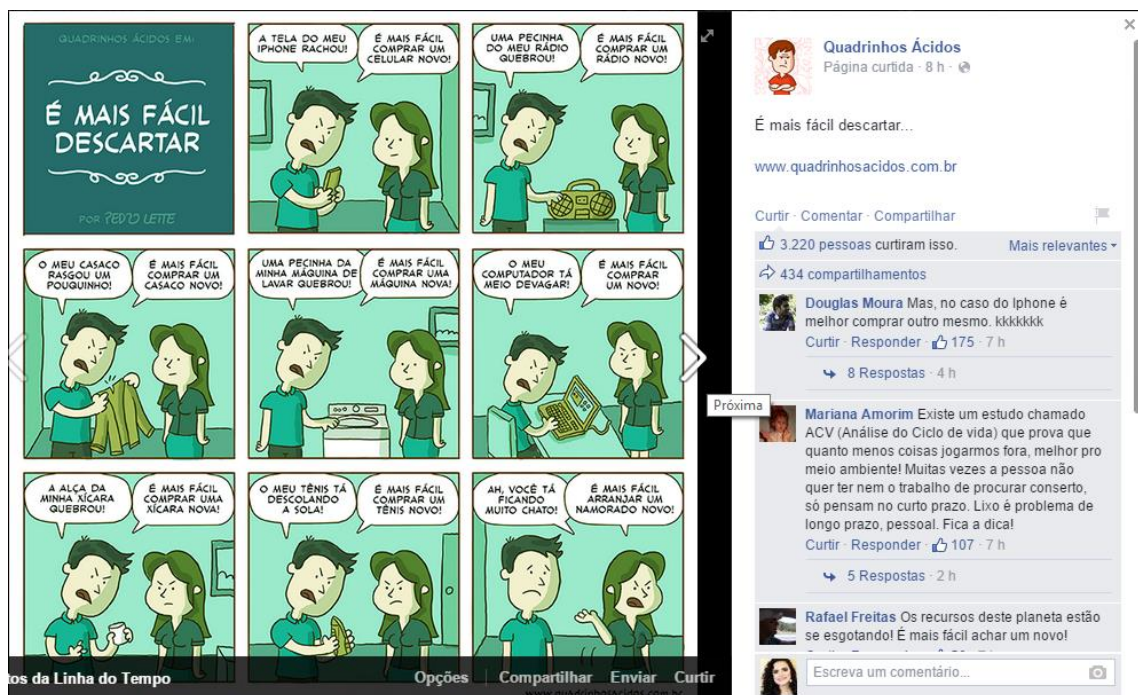 QUADRINHOS ÁCIDOS EM:
É MAIS FÁCIL
DESCARTAR
POR PEDRO LEITE
A TELA DO MEU
IPHONE RACHOU!
É MAIS FÁCIL
COMPRAR UM
CELULAR NOVO!
UMA PECINHA
DO MEU RÁDIO
QUEBROU!
É MAIS FÁCIL
COMPRAR UM
RÁDIO NOVO!
O MEU CASACO
RASGOU UM
POUQUINHO!
É MAIS FÁCIL
COMPRAR UM
CASACO NOVO!
UMA PECINHA DA
MINHA MÁQUINA DE
LAVAR QUEBROU!
É MAIS FÁCIL
COMPRAR UMA
MÁQUINA NOVA!
O MEU
COMPUTADOR TÁ
MEIO DEVAGAR!
É MAIS FÁCIL
COMPRAR
UM NOVO!
A ALÇA DA
MINHA XÍCARA
QUEBROU!
É MAIS FÁCIL
COMPRAR UMA
XÍCARA NOVA!
O MEU TÊNIS TÁ
DESCOLANDO
A SOLA!
É MAIS FÁCIL
COMPRAR UM
TÊNIS NOVO!
AH, VOCÊ TÁ
FICANDO
MUITO CHATO!
É MAIS FÁCIL
ARRANJAR UM
NAMORADO NOVO!
tos da Linha do Tempo
Opções Compartilhar Enviar Curtir
www.quadrinhosacidos.com.br
Próxima
Quadrinhos Ácidos
Página curtida · 8 h ·
É mais fácil descartar...
www.quadrinhosacidos.com.br
Curtir · Comentar · Compartilhar
3.220 pessoas curtiram isso.
Mais relevantes
434 compartilhamentos
Douglas Moura Mas, no caso do Iphone é
melhor comprar outro mesmo. kkkkkkk
Curtir · Responder · 175 · 7 h
8 Respostas · 4 h
Mariana Amorim Existe um estudo chamado
ACV (Análise do Ciclo de vida) que prova que
quanto menos coisas jogarmos fora, melhor pro
meio ambiente! Muitas vezes a pessoa não
quer ter nem o trabalho de procurar conserto,
só pensam no curto prazo. Lixo é problema de
longo prazo, pessoal. Fica a dica!
Curtir · Responder · 107 · 7 h
5 Respostas · 2 h
Rafael Freitas Os recursos deste planeta estão
se esgotando! É mais fácil achar um novo!
Escreva um comentário...